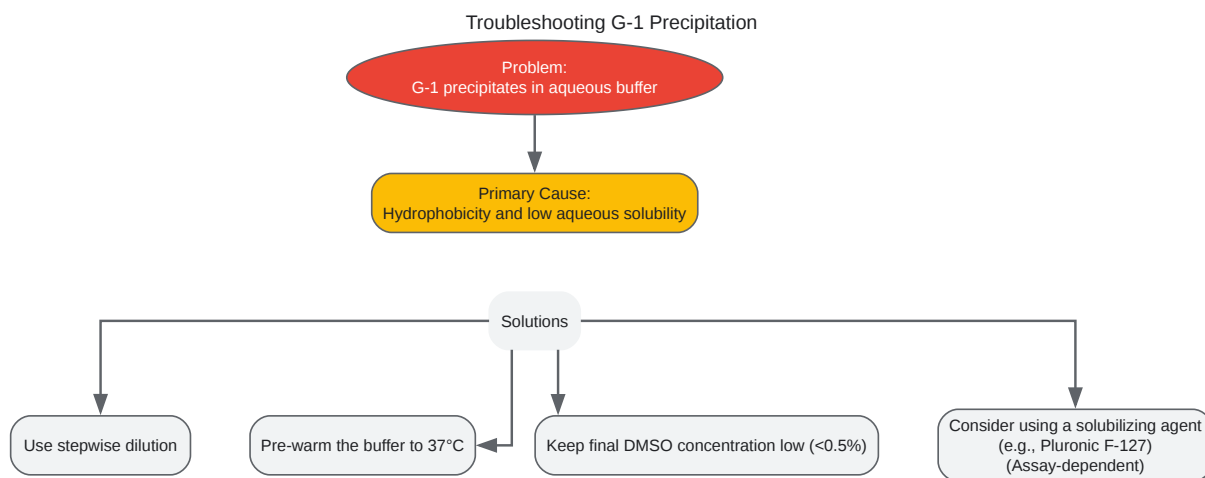 Troubleshooting G-1 Precipitation
Problem:
G-1 precipitates in aqueous buffer
Primary Cause:
Hydrophobicity and low aqueous solubility
Solutions
Use stepwise dilution
Pre-warm the buffer to 37°C
Keep final DMSO concentration low (<0.5%)
Consider using a solubilizing agent
(e.g., Pluronic F-127)
(Assay-dependent)